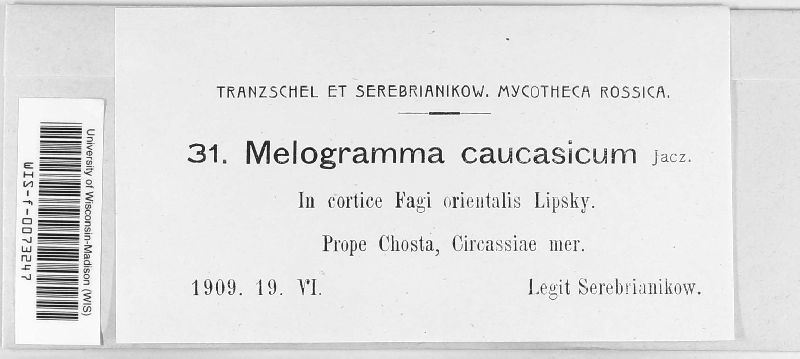 TRANZSCHEL ET SEREBRIANIKOW. MYCOTHECA ROSSICA.
31. Melogramma caucasicum Jacz.
In cortice Fagi orientalis Lipsky.
Prope Chosta, Circassiae mer.
1909. 19. VI. Legit Serebrianikow.
University of Wisconsin-Madison (WIS)
WIS-f-0073247